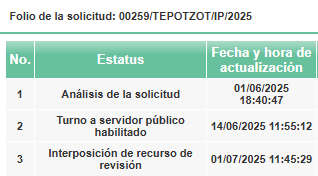 Folio de la solicitud: 00259/TEPOTZOT/IP/2025
No. Estatus Fecha y hora de
actualización
1 Análisis de la solicitud 01/06/2025
18:40:47
2 Turno a servidor público
habilitado 14/06/2025 11:55:12
3 Interposición de recurso de
revisión 01/07/2025 11:45:29